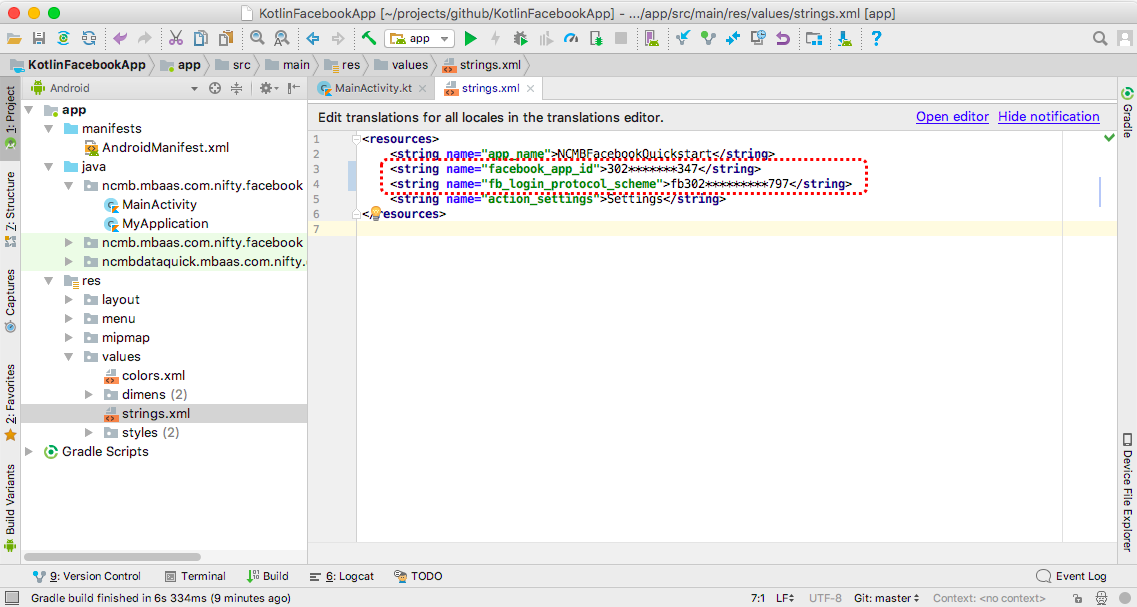 KotlinFacebookApp [~/projects/github/KotlinFacebookApp] - .../app/src/main/res/values/strings.xml [app]
app
KotlinFacebookApp app src main res values strings.xml
1: Project
Z: Structure
Captures
2: Favorites
Build Variants
Android
app
manifests
AndroidManifest.xml
java
ncmb.mbaas.com.nifty.facebook
MainActivity
MyApplication
ncmb.mbaas.com.nifty.facebook
ncmbdataquick.mbaas.com.nifty.
res
layout
menu
mipmap
values
colors.xml
dimens (2)
strings.xml
styles (2)
Gradle Scripts
MainActivity.kt strings.xml
Edit translations for all locales in the translations editor. Open editor Hide notification
1 <resources>
2 <string name="app_name">NCMBFacebookQuickstart</string>
3 <string name="facebook_app_id">302*******347</string>
4 <string name="fb_login_protocol_scheme">fb302*********797</string>
5 <string name="action_settings">Settings</string>
6 </resources>
7
Gradle
Device File Explorer
9: Version Control Terminal Build 6: Logcat TODO Event Log
Gradle build finished in 6s 334ms (9 minutes ago) 7:1 LF UTF-8 Git: master Context: <no context>